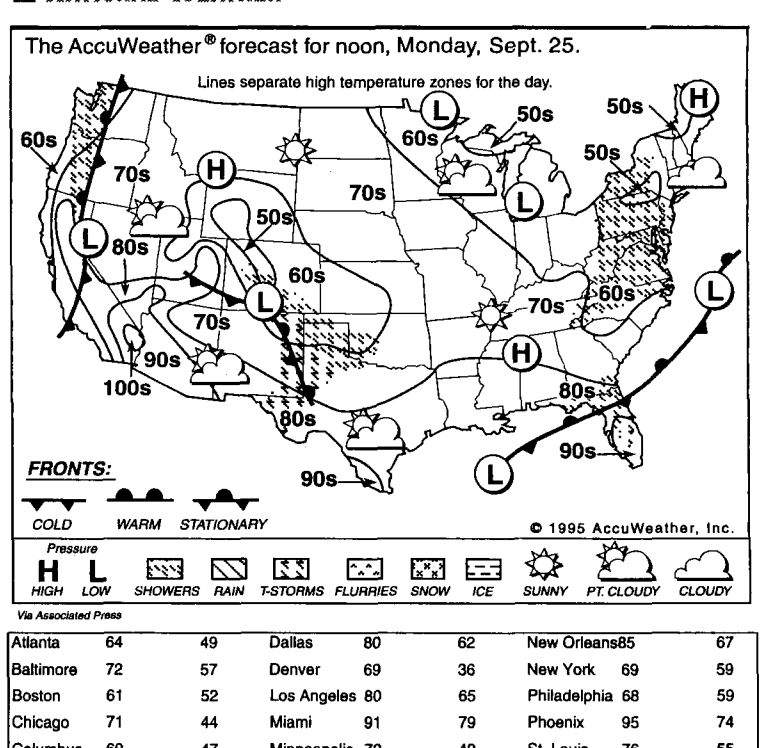 The AccuWeather® forecast for noon, Monday, Sept. 25.
Lines separate high temperature zones for the day.
60s
70s
H
L
80s
50s
60s
L
70s
90s
100s
80s
90s
70s
L
60s
50s
50s
50s
H
L
60s
70s
H
80s
90s
L
L
FRONTS:
COLD WARM STATIONARY
© 1995 AccuWeather, Inc.
Pressure
H L
HIGH LOW SHOWERS RAIN T-STORMS FLURRIES SNOW ICE SUNNY PT. CLOUDY CLOUDY
Via Associated Press
Atlanta 64 49 Dallas 80 62 New Orleans85 67
Baltimore 72 57 Denver 69 36 New York 69 59
Boston 61 52 Los Angeles 80 65 Philadelphia 68 59
Chicago 71 44 Miami 91 79 Phoenix 95 74